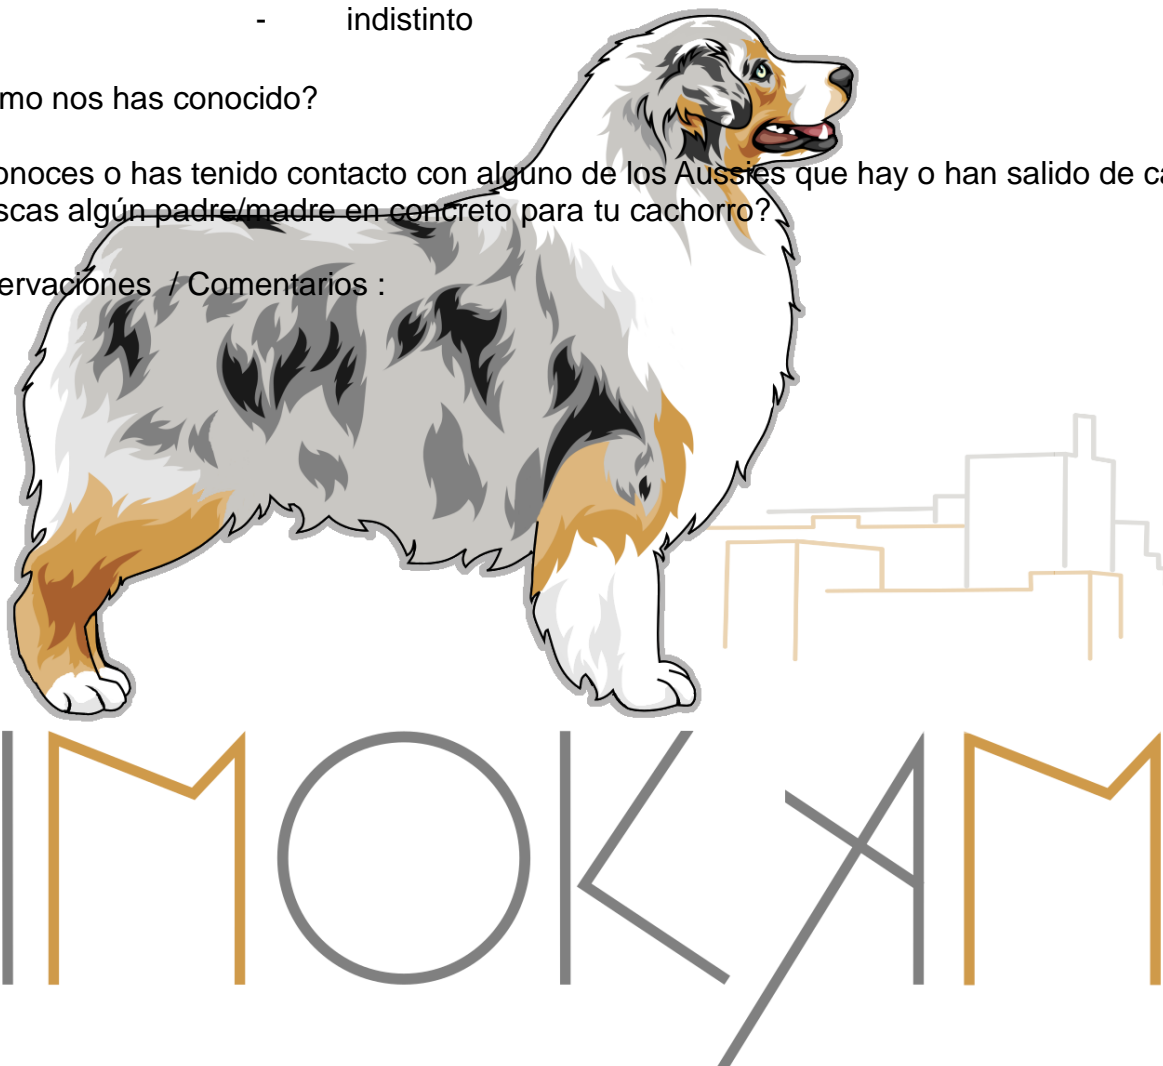 - indistinto
mo nos has conocido?
onoces o has tenido contacto con alguno de los Aussies que hay o han salido de ca
scas algún padre/madre en concreto para tu cachorro?
ervaciones / Comentarios :
IMOKAM